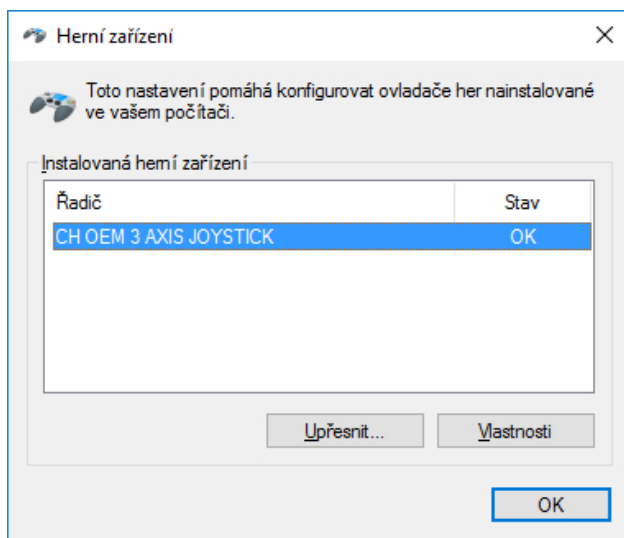 Herní zařízení
Toto nastavení pomáhá konfigurovat ovladače her nainstalované
ve vašem počítači.
Instalovaná herní zařízení
Řadič Stav
CH OEM 3 AXIS JOYSTICK OK
Upřesnit... Vlastnosti
OK